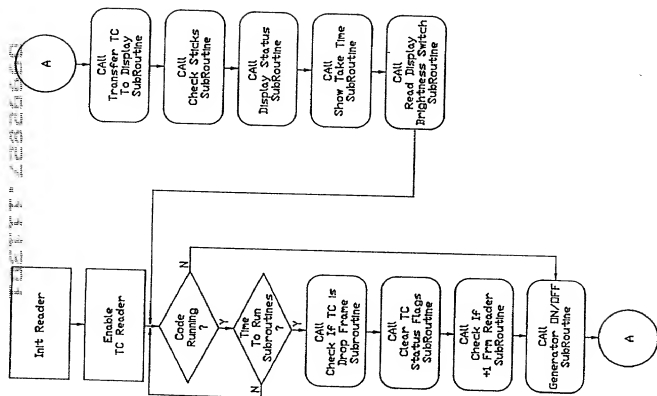 Init Reader
Enable
TC Reader
Code
Running
?
N
Y
Time
To Run
Subroutines
?
N
Y
CALL
Check If TC is
Drop Frame
Subroutine
CALL
Clear TC
Status Flags
SubRoutine
CALL
Check If
+1 Frm Reader
SubRoutine
CALL
Generator ON/OFF
SubRoutine
A
A
CALL
Transfer TC
To Display
SubRoutine
CALL
Check Sticks
SubRoutine
CALL
Display Status
SubRoutine
CALL
Show Take Time
SubRoutine
CALL
Read Display
Brightness Switch
SubRoutine